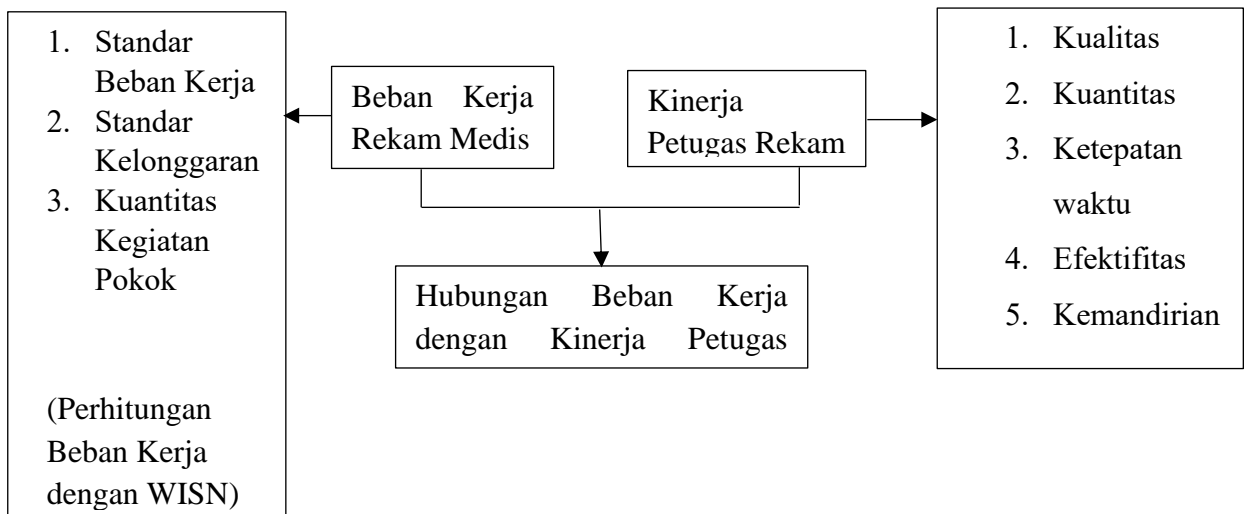 1. Standar
Beban Kerja
2. Standar
Kelonggaran
3. Kuantitas
Kegiatan
Pokok
(Perhitungan
Beban Kerja
dengan WISN)
Beban Kerja
Rekam Medis
Kinerja
Petugas Rekam
Hubungan Beban Kerja
dengan Kinerja Petugas
1. Kualitas
2. Kuantitas
3. Ketepatan
waktu
4. Efektifitas
5. Kemandirian